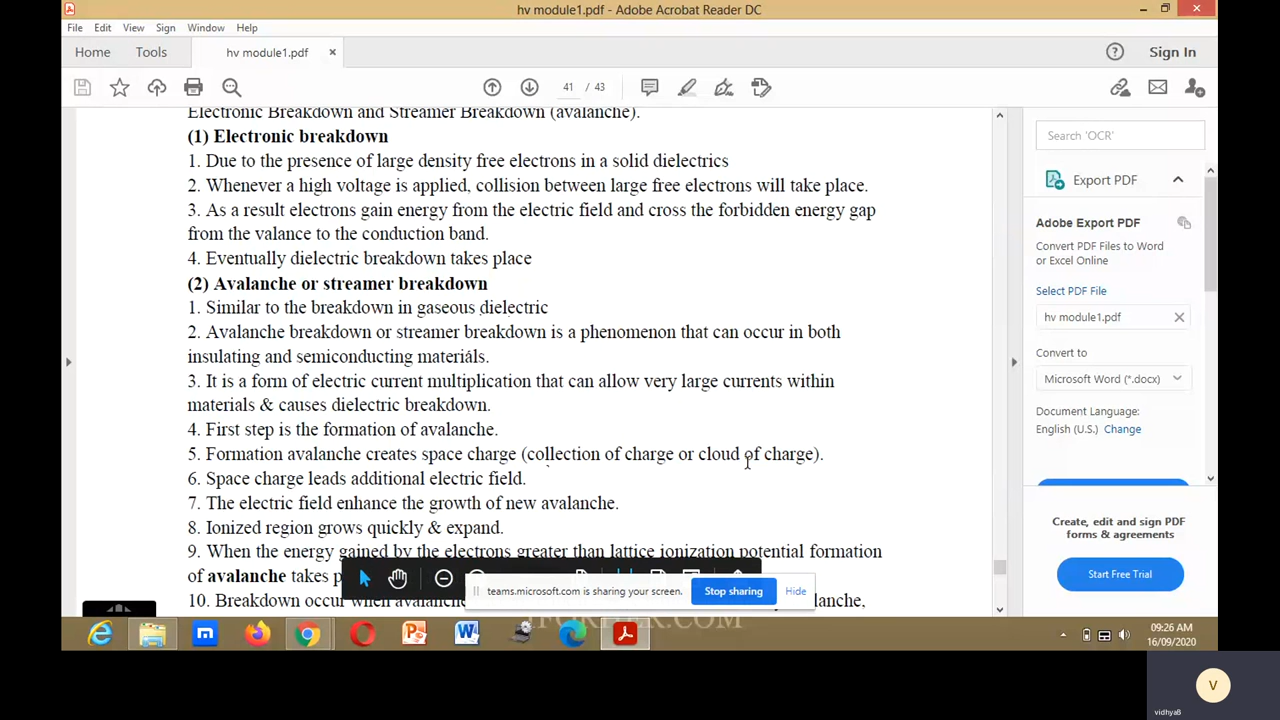 hv module1.pdf - Adobe Acrobat Reader DC
File Edit View Sign Window Help
Home Tools hv module1.pdf × Sign In
41 / 43
Electronic Breakdown and Streamer Breakdown (avalanche).
(1) Electronic breakdown
1. Due to the presence of large density free electrons in a solid dielectrics
2. Whenever a high voltage is applied, collision between large free electrons will take place.
3. As a result electrons gain energy from the electric field and cross the forbidden energy gap
from the valance to the conduction band.
4. Eventually dielectric breakdown takes place
(2) Avalanche or streamer breakdown
1. Similar to the breakdown in gaseous dielectric
2. Avalanche breakdown or streamer breakdown is a phenomenon that can occur in both
insulating and semiconducting materials.
3. It is a form of electric current multiplication that can allow very large currents within
materials & causes dielectric breakdown.
4. First step is the formation of avalanche.
5. Formation avalanche creates space charge (collection of charge or cloud of charge).
6. Space charge leads additional electric field.
7. The electric field enhance the growth of new avalanche.
8. Ionized region grows quickly & expand.
9. When the energy gained by the electrons greater than lattice ionization potential formation
of avalanche takes
10. Breakdown occur when
Search 'OCR'
Export PDF
Adobe Export PDF
Convert PDF Files to Word
or Excel Online
Select PDF File
hv module1.pdf
Convert to
Microsoft Word (*.docx)
Document Language:
English (U.S.) Change
Create, edit and sign PDF
forms & agreements
Start Free Trial
teams.microsoft.com is sharing your screen. Stop sharing Hide
09:26 AM
16/09/2020
V
vidhyaB